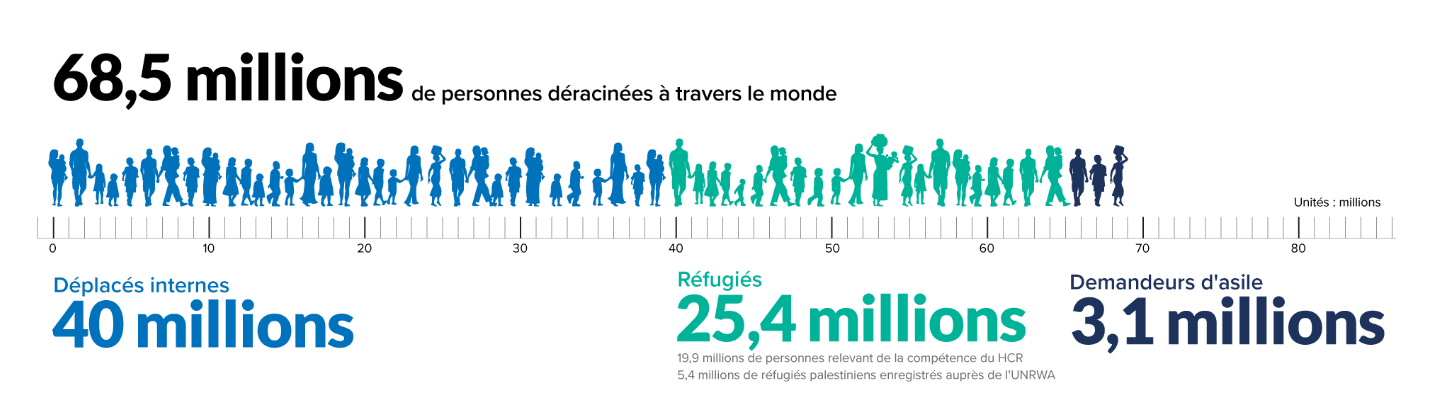 68,5 millions de personnes déracinées à travers le monde
Unités : millions
0 10 20 30 40 50 60 70 80
Déplacés internes
40 millions
Réfugiés
25,4 millions
19,9 millions de personnes relevant de la compétence du HCR
5,4 millions de réfugiés palestiniens enregistrés auprès de l'UNRWA
Demandeurs d'asile
3,1 millions